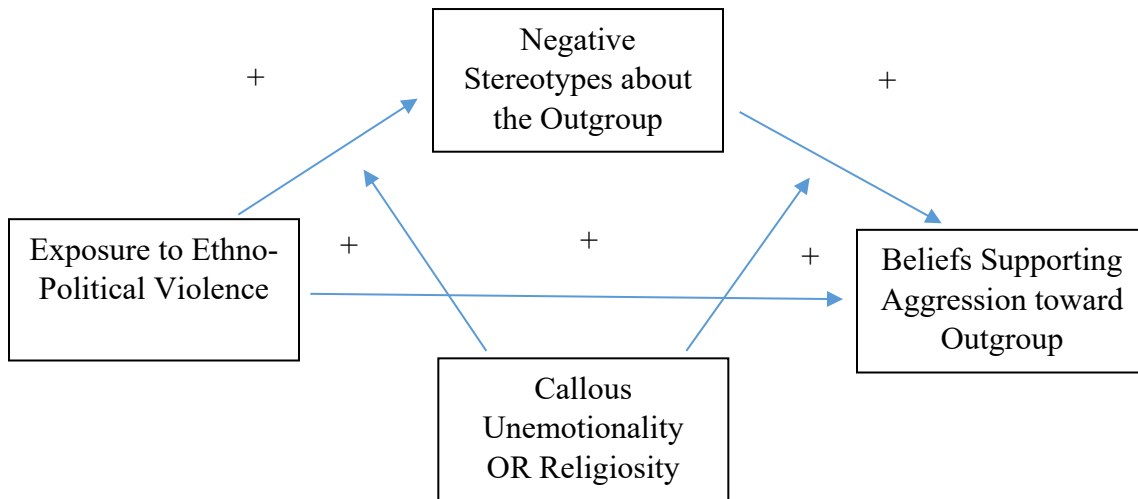 Negative
Stereotypes about
the Outgroup
+
+
Exposure to Ethno-
Political Violence
+
+
+
Beliefs Supporting
Aggression toward
Outgroup
Callous
Unemotionality
OR Religiosity